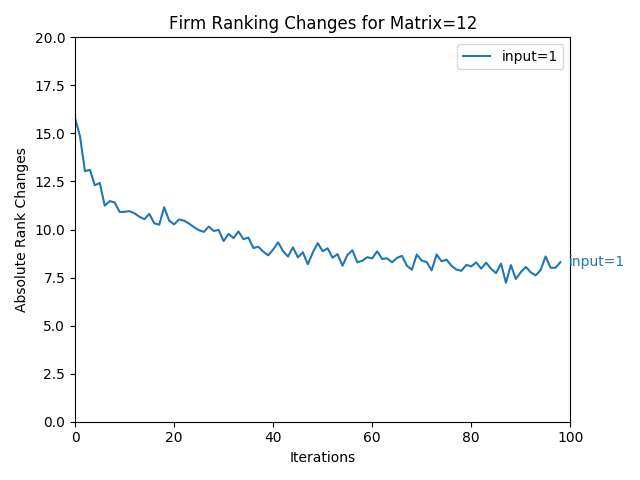 Firm Ranking Changes for Matrix=12
20.0
17.5
15.0
12.5
10.0
7.5
5.0
2.5
0.0
Absolute Rank Changes
input=1
input=1
0 20 40 60 80 100
Iterations